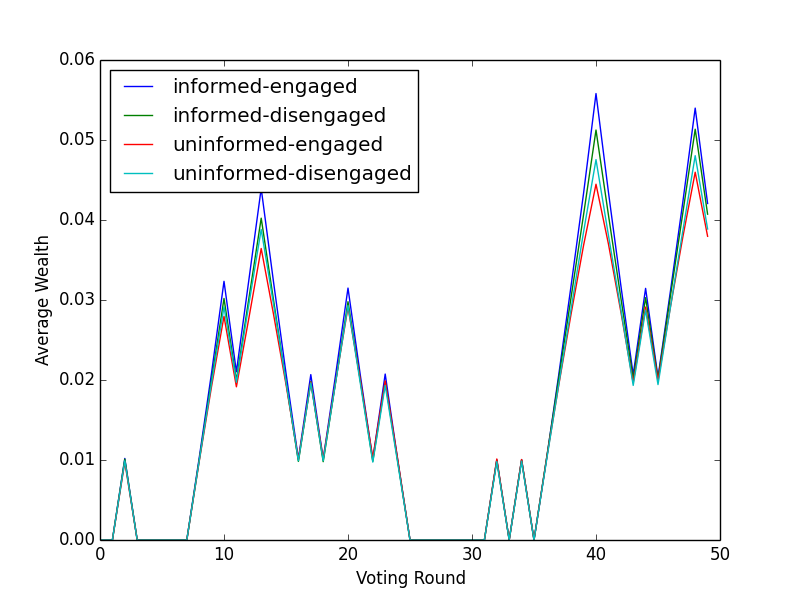 0.06
0.05
0.04
0.03
0.02
0.01
0.00
Average Wealth
informed-engaged
informed-disengaged
uninformed-engaged
uninformed-disengaged
0 10 20 30 40 50
Voting Round